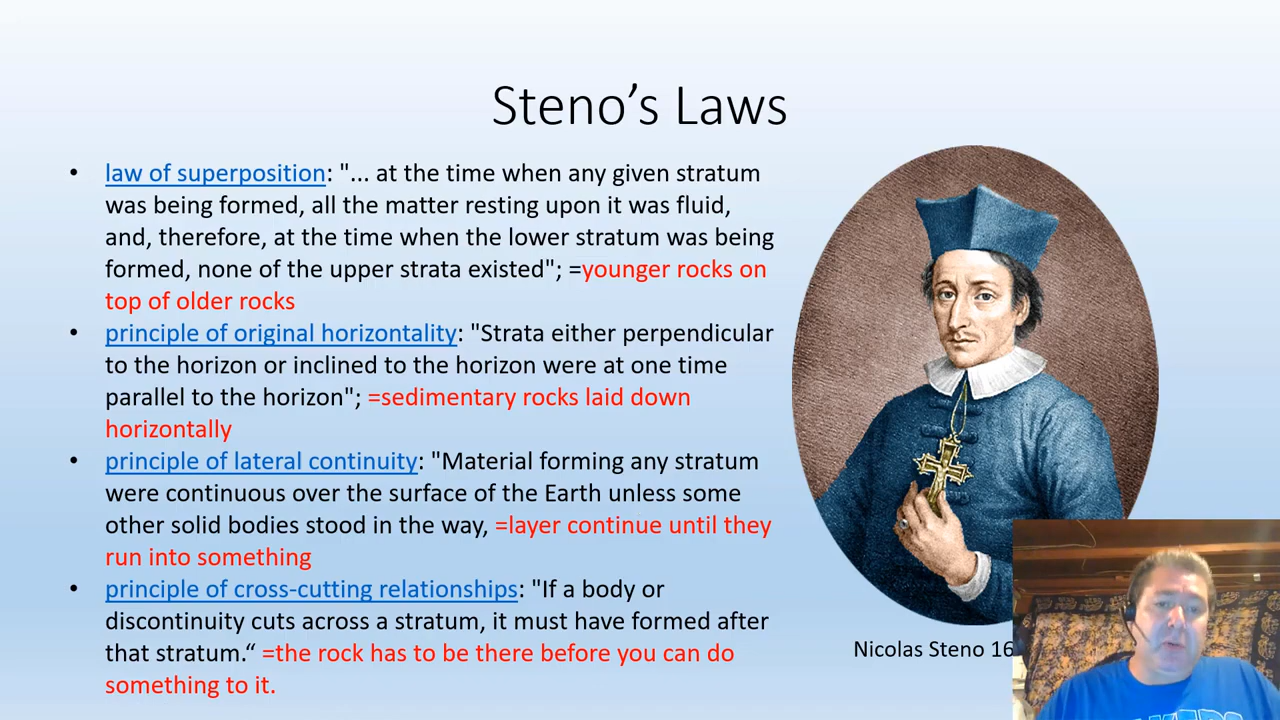 Steno’s Laws
• law of superposition: "... at the time when any given stratum
was being formed, all the matter resting upon it was fluid,
and, therefore, at the time when the lower stratum was being
formed, none of the upper strata existed"; =younger rocks on
top of older rocks
• principle of original horizontality: "Strata either perpendicular
to the horizon or inclined to the horizon were at one time
parallel to the horizon"; =sedimentary rocks laid down
horizontally
• principle of lateral continuity: "Material forming any stratum
were continuous over the surface of the Earth unless some
other solid bodies stood in the way, =layer continue until they
run into something
• principle of cross-cutting relationships: "If a body or
discontinuity cuts across a stratum, it must have formed after
that stratum.“ =the rock has to be there before you can do
something to it.
Nicolas Steno 16